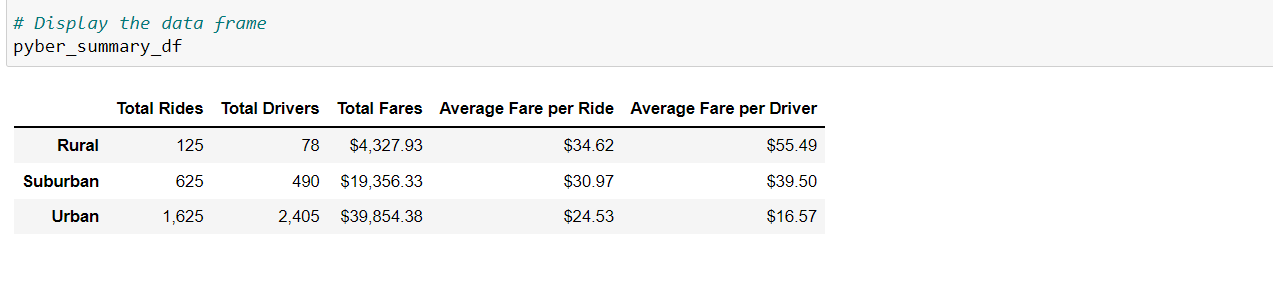 # Display the data frame
pyber_summary_df
Total Rides Total Drivers Total Fares Average Fare per Ride Average Fare per Driver
Rural 125 78 $4,327.93 $34.62 $55.49
Suburban 625 490 $19,356.33 $30.97 $39.50
Urban 1,625 2,405 $39,854.38 $24.53 $16.57